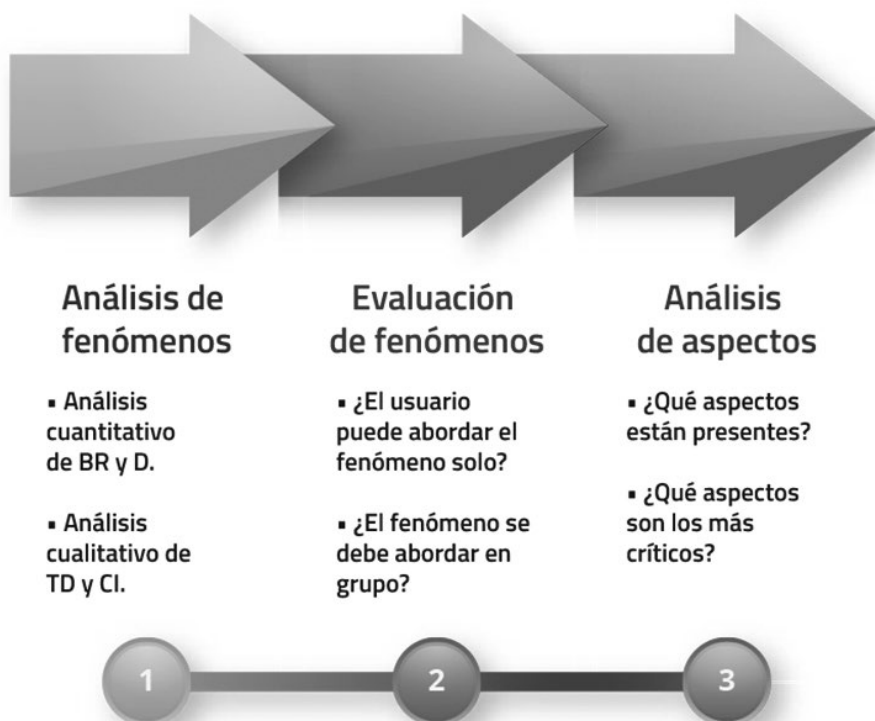 Análisis de
fenómenos
▪ Análisis
cuantitativo
de BR y D.
▪ Análisis
cualitativo de
TD y CI.
Evaluación
de fenómenos
▪ ¿El usuario
puede abordar el
fenómeno solo?
▪ ¿El fenómeno se
debe abordar en
grupo?
Análisis
de aspectos
▪ ¿Qué aspectos
están presentes?
▪ ¿Qué aspectos
son los más
críticos?
1
2
3